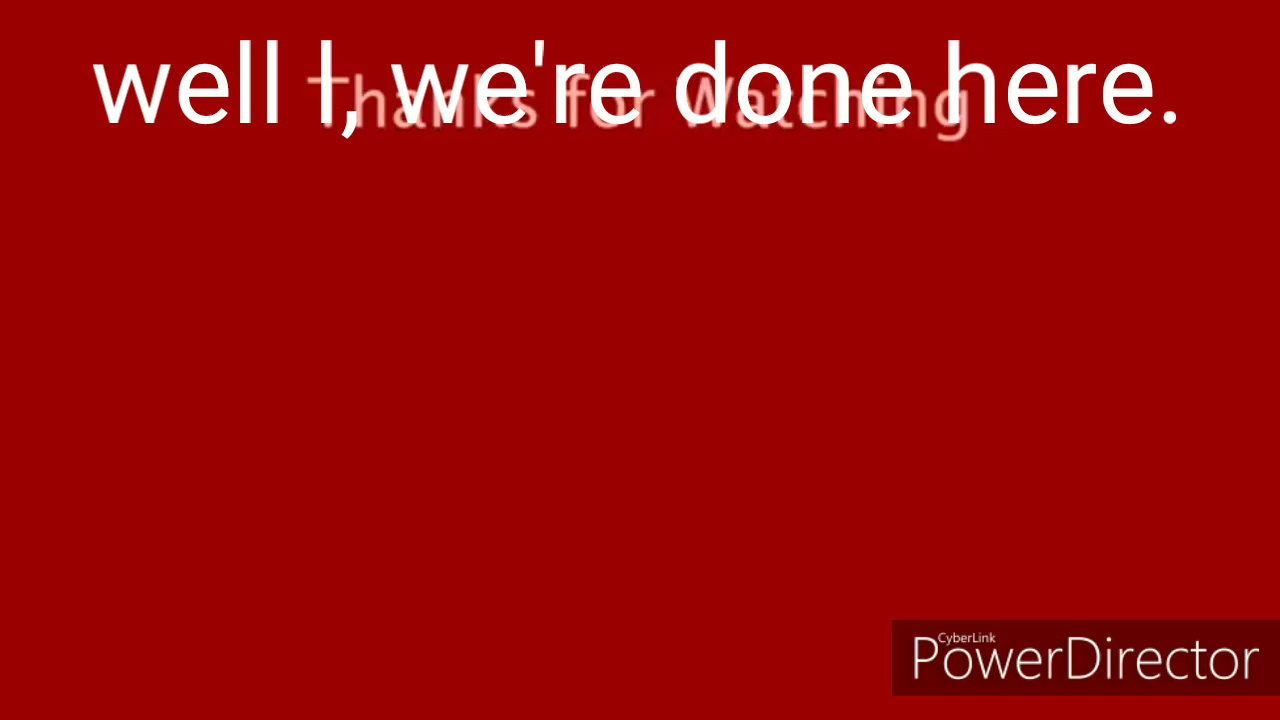 well I, we're done here.
Thanks for Watching
CyberLink
PowerDirector